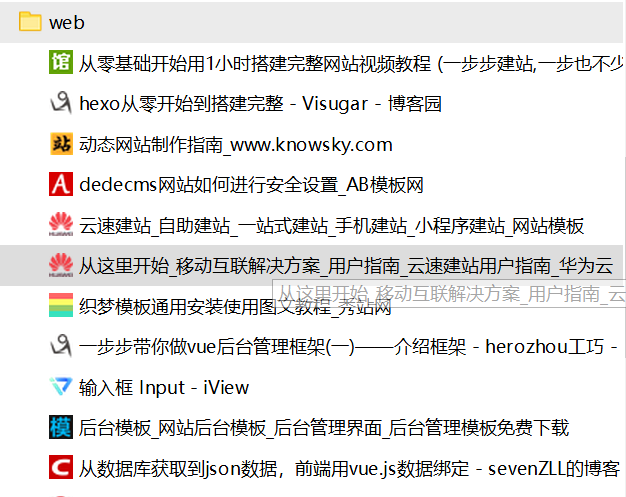 web
馆 从零基础开始用1小时搭建完整网站视频教程 (一步步建站,一步也不少
hexo从零开始到搭建完整 - Visugar - 博客园
站 动态网站制作指南_www.knowsky.com
A dedecms网站如何进行安全设置_AB模板网
HUAWEI 云速建站_自助建站_一站式建站_手机建站_小程序建站_网站模板
HUAWEI 从这里开始_移动互联解决方案_用户指南_云速建站用户指南_华为云
从这里开始_移动互联解决方案_用户指南_云
织梦模板通用安装使用图文教程_秀站网
一步步带你做vue后台管理框架(一)——介绍框架 - herozhou工巧 -
输入框 Input - iView
模 后台模板_网站后台模板_后台管理界面_后台管理模板免费下载
C 从数据库获取到json数据，前端用vue.js数据绑定 - sevenZLL的博客